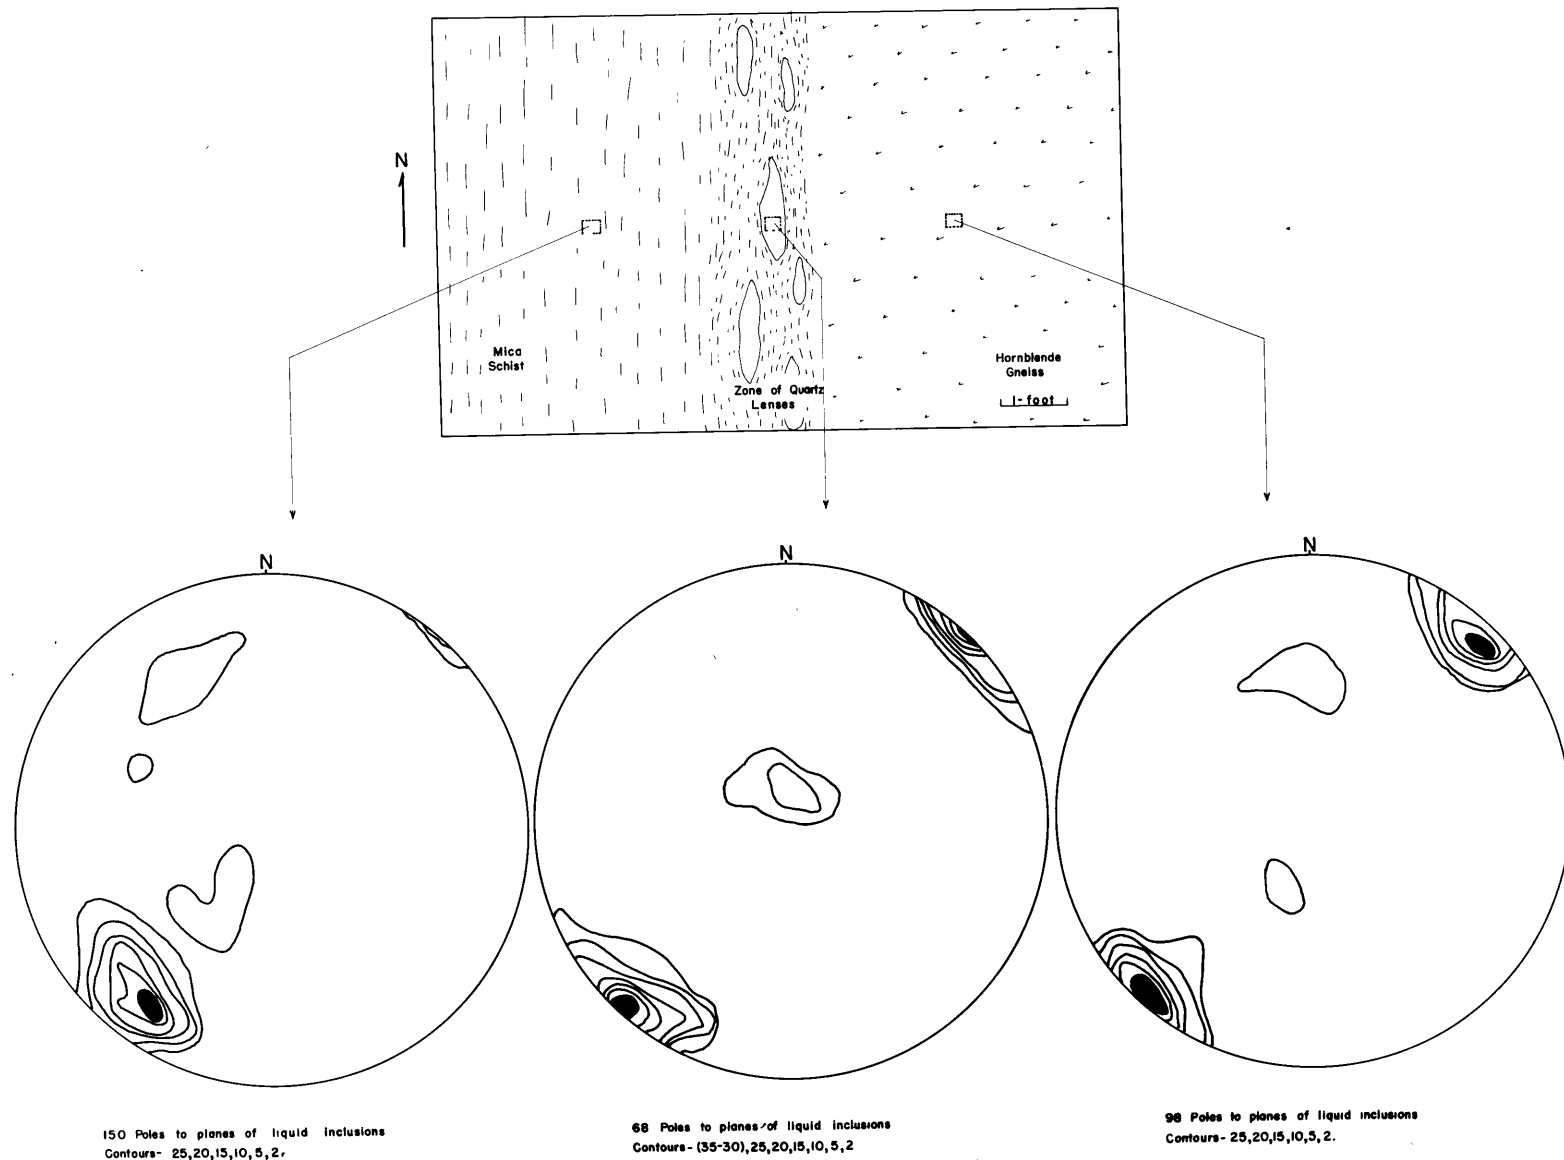 N
Mica
Schist
Zone of Quartz
Lenses
Hornblende
Gneiss
1-foot
N
N
N
150 Poles to planes of liquid inclusions
Contours- 25,20,15,10,5,2.
68 Poles to planes of liquid inclusions
Contours- (35-30),25,20,15,10,5,2
98 Poles to planes of liquid inclusions
Contours- 25,20,15,10,5,2.